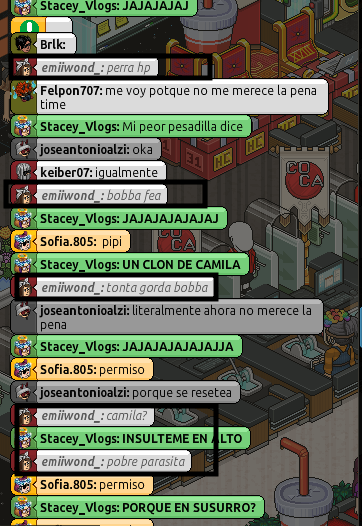 Stacey_Vlogs: JAJAJAJAJ
Brlk:
emiiwond_: perra hp
Felpon707: me voy potque no me merece la pena
time
Stacey_Vlogs: Mi peor pesadilla dice
joseantonioalzi: oka
keiber07: igualmente
emiiwond_: bobba fea
Stacey_Vlogs: JAJAJAJAJAJAJ
Sofia.805: pipi
Stacey_Vlogs: UN CLON DE CAMILA
emiiwond_: tonta gorda bobba
joseantonioalzi: literalmente ahora no merece la
pena
Stacey_Vlogs: JAJAJAJAJAJJA
Sofia.805: permiso
joseantonioalzi: porque se resetea
emiiwond_: camila?
Stacey_Vlogs: INSULTEME EN ALTO
emiiwond_: pobre parasita
Sofia.805: permiso
Stacey_Vlogs: PORQUE EN SUSURRO?
HC
HC
COCA